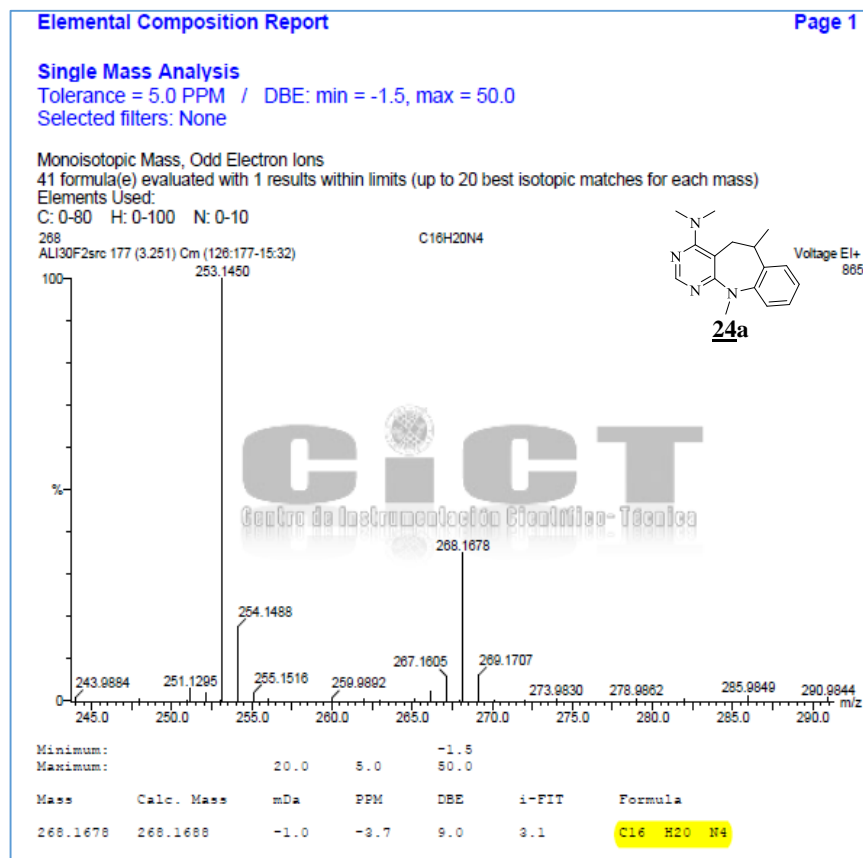 Elemental Composition Report Page 1
Single Mass Analysis
Tolerance = 5.0 PPM / DBE: min = -1.5, max = 50.0
Selected filters: None
Monoisotopic Mass, Odd Electron Ions
41 formula(e) evaluated with 1 results within limits (up to 20 best isotopic matches for each mass)
Elements Used:
C: 0-80 H: 0-100 N: 0-10
268 C16H20N4
ALI30F2src 177 (3.251) Cm (126:177-15:32) Voltage EI+
865
N
N
N
N
24a
100
253.1450
%
CiCT
Centro de Instrumentación Científico-Técnica
268.1678
254.1488
243.9884 251.1295 255.1516 259.9892 267.1605 269.1707 273.9830 278.9862 285.9849 290.9844
0
245.0 250.0 255.0 260.0 265.0 270.0 275.0 280.0 285.0 290.0 m/z
Minimum: -1.5
Maximum: 20.0 5.0 50.0
Mass Calc. Mass mDa PPM DBE i-FIT Formula
268.1678 268.1688 -1.0 -3.7 9.0 3.1 C16 H20 N4